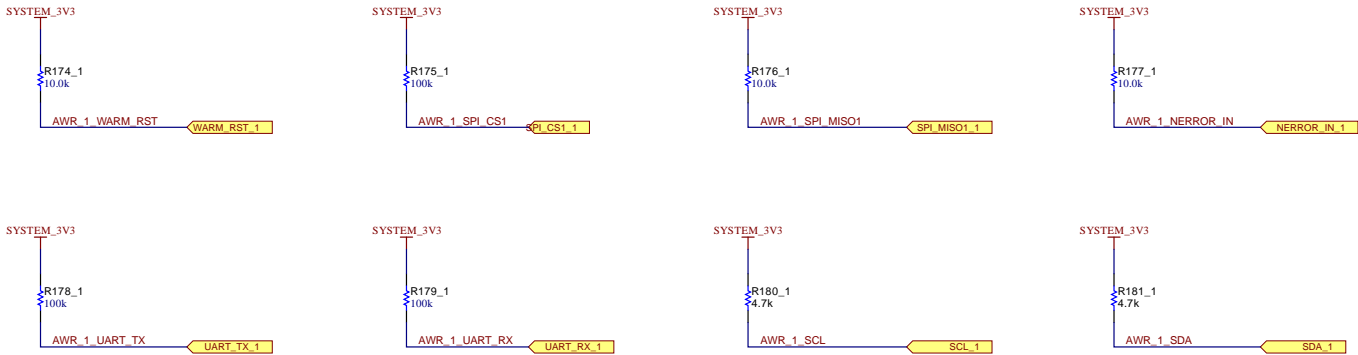 SYSTEM_3V3
R174_1
10.0k
AWR_1_WARM_RST
WARM_RST_1
SYSTEM_3V3
R175_1
100k
AWR_1_SPI_CS1
SPI_CS1_1
SYSTEM_3V3
R176_1
10.0k
AWR_1_SPI_MISO1
SPI_MISO1_1
SYSTEM_3V3
R177_1
10.0k
AWR_1_NERROR_IN
NERROR_IN_1
SYSTEM_3V3
R178_1
100k
AWR_1_UART_TX
UART_TX_1
SYSTEM_3V3
R179_1
100k
AWR_1_UART_RX
UART_RX_1
SYSTEM_3V3
R180_1
4.7k
AWR_1_SCL
SCL_1
SYSTEM_3V3
R181_1
4.7k
AWR_1_SDA
SDA_1